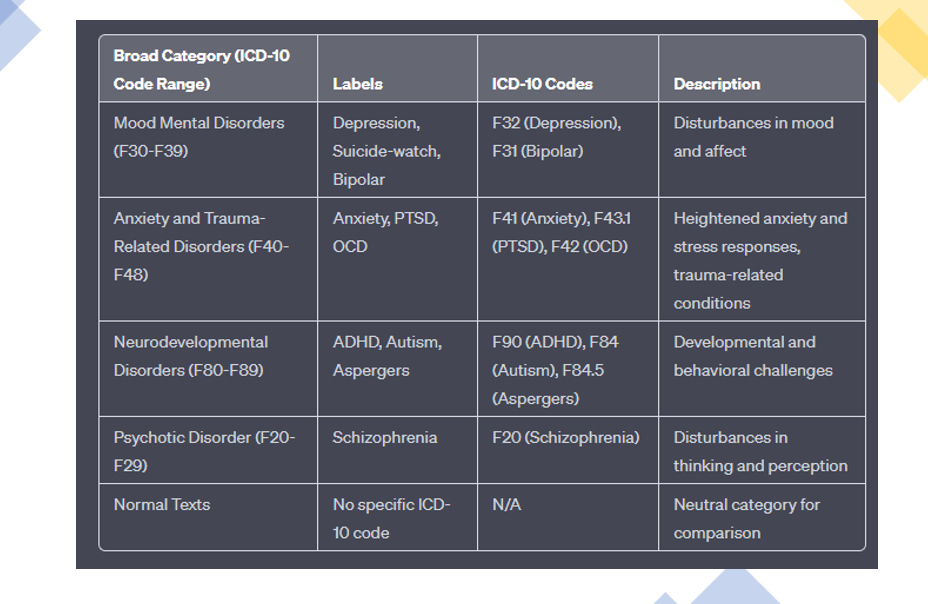 Broad Category (ICD-10
Code Range)
Labels
ICD-10 Codes
Description
Mood Mental Disorders
(F30-F39)
Depression,
Suicide-watch,
Bipolar
F32 (Depression),
F31 (Bipolar)
Disturbances in mood
and affect
Anxiety and Trauma-
Related Disorders (F40-
F48)
Anxiety, PTSD,
OCD
F41 (Anxiety), F43.1
(PTSD), F42 (OCD)
Heightened anxiety and
stress responses,
trauma-related
conditions
Neurodevelopmental
Disorders (F80-F89)
ADHD, Autism,
Aspergers
F90 (ADHD), F84
(Autism), F84.5
(Aspergers)
Developmental and
behavioral challenges
Psychotic Disorder (F20-
F29)
Schizophrenia
F20 (Schizophrenia)
Disturbances in
thinking and perception
Normal Texts
No specific ICD-
10 code
N/A
Neutral category for
comparison